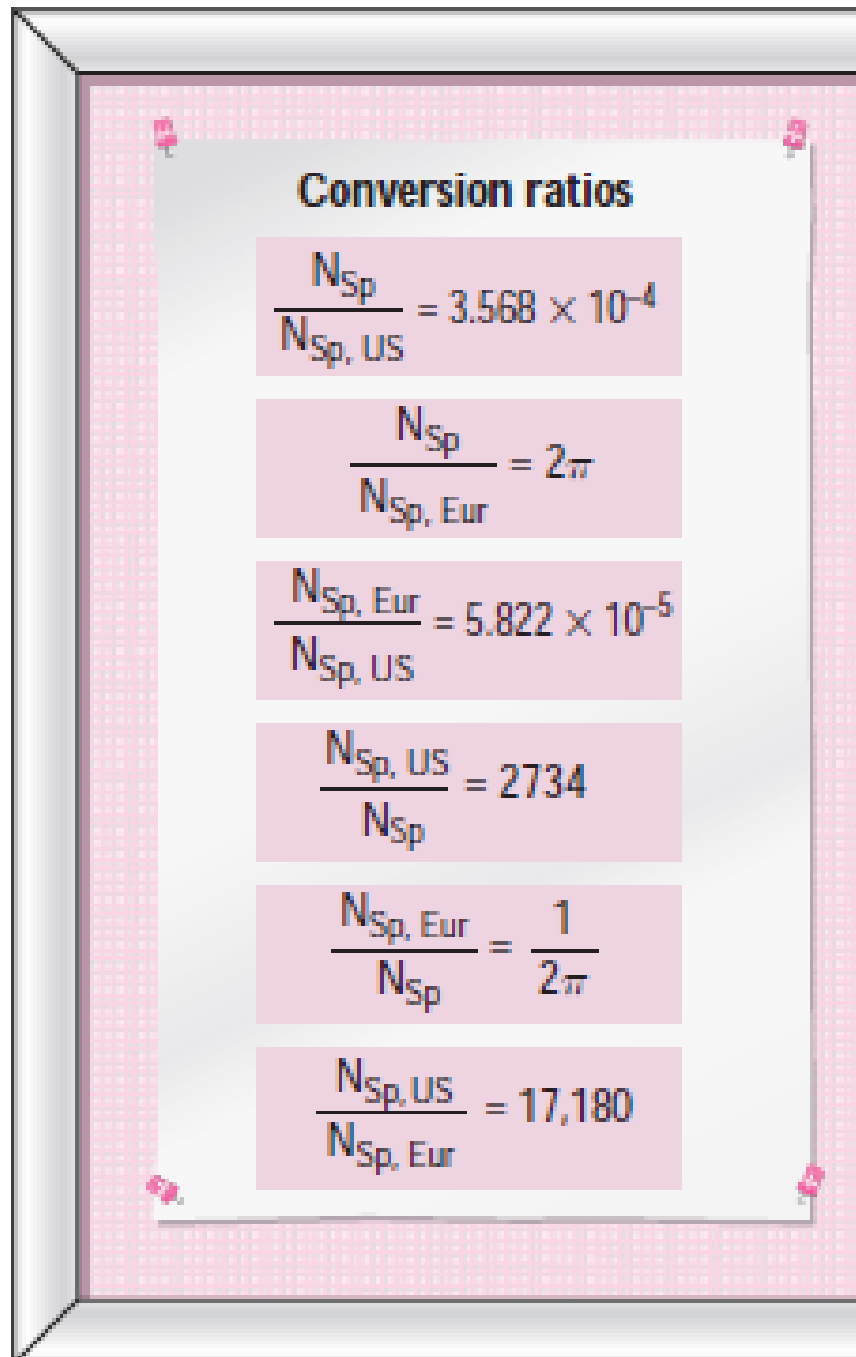 Conversion ratios
N_Sp / N_Sp, US = 3.568 × 10⁻⁴
N_Sp / N_Sp, Eur = 2π
N_Sp, Eur / N_Sp, US = 5.822 × 10⁻⁵
N_Sp, US / N_Sp = 2734
N_Sp, Eur / N_Sp = 1 / 2π
N_Sp,US / N_Sp, Eur = 17,180